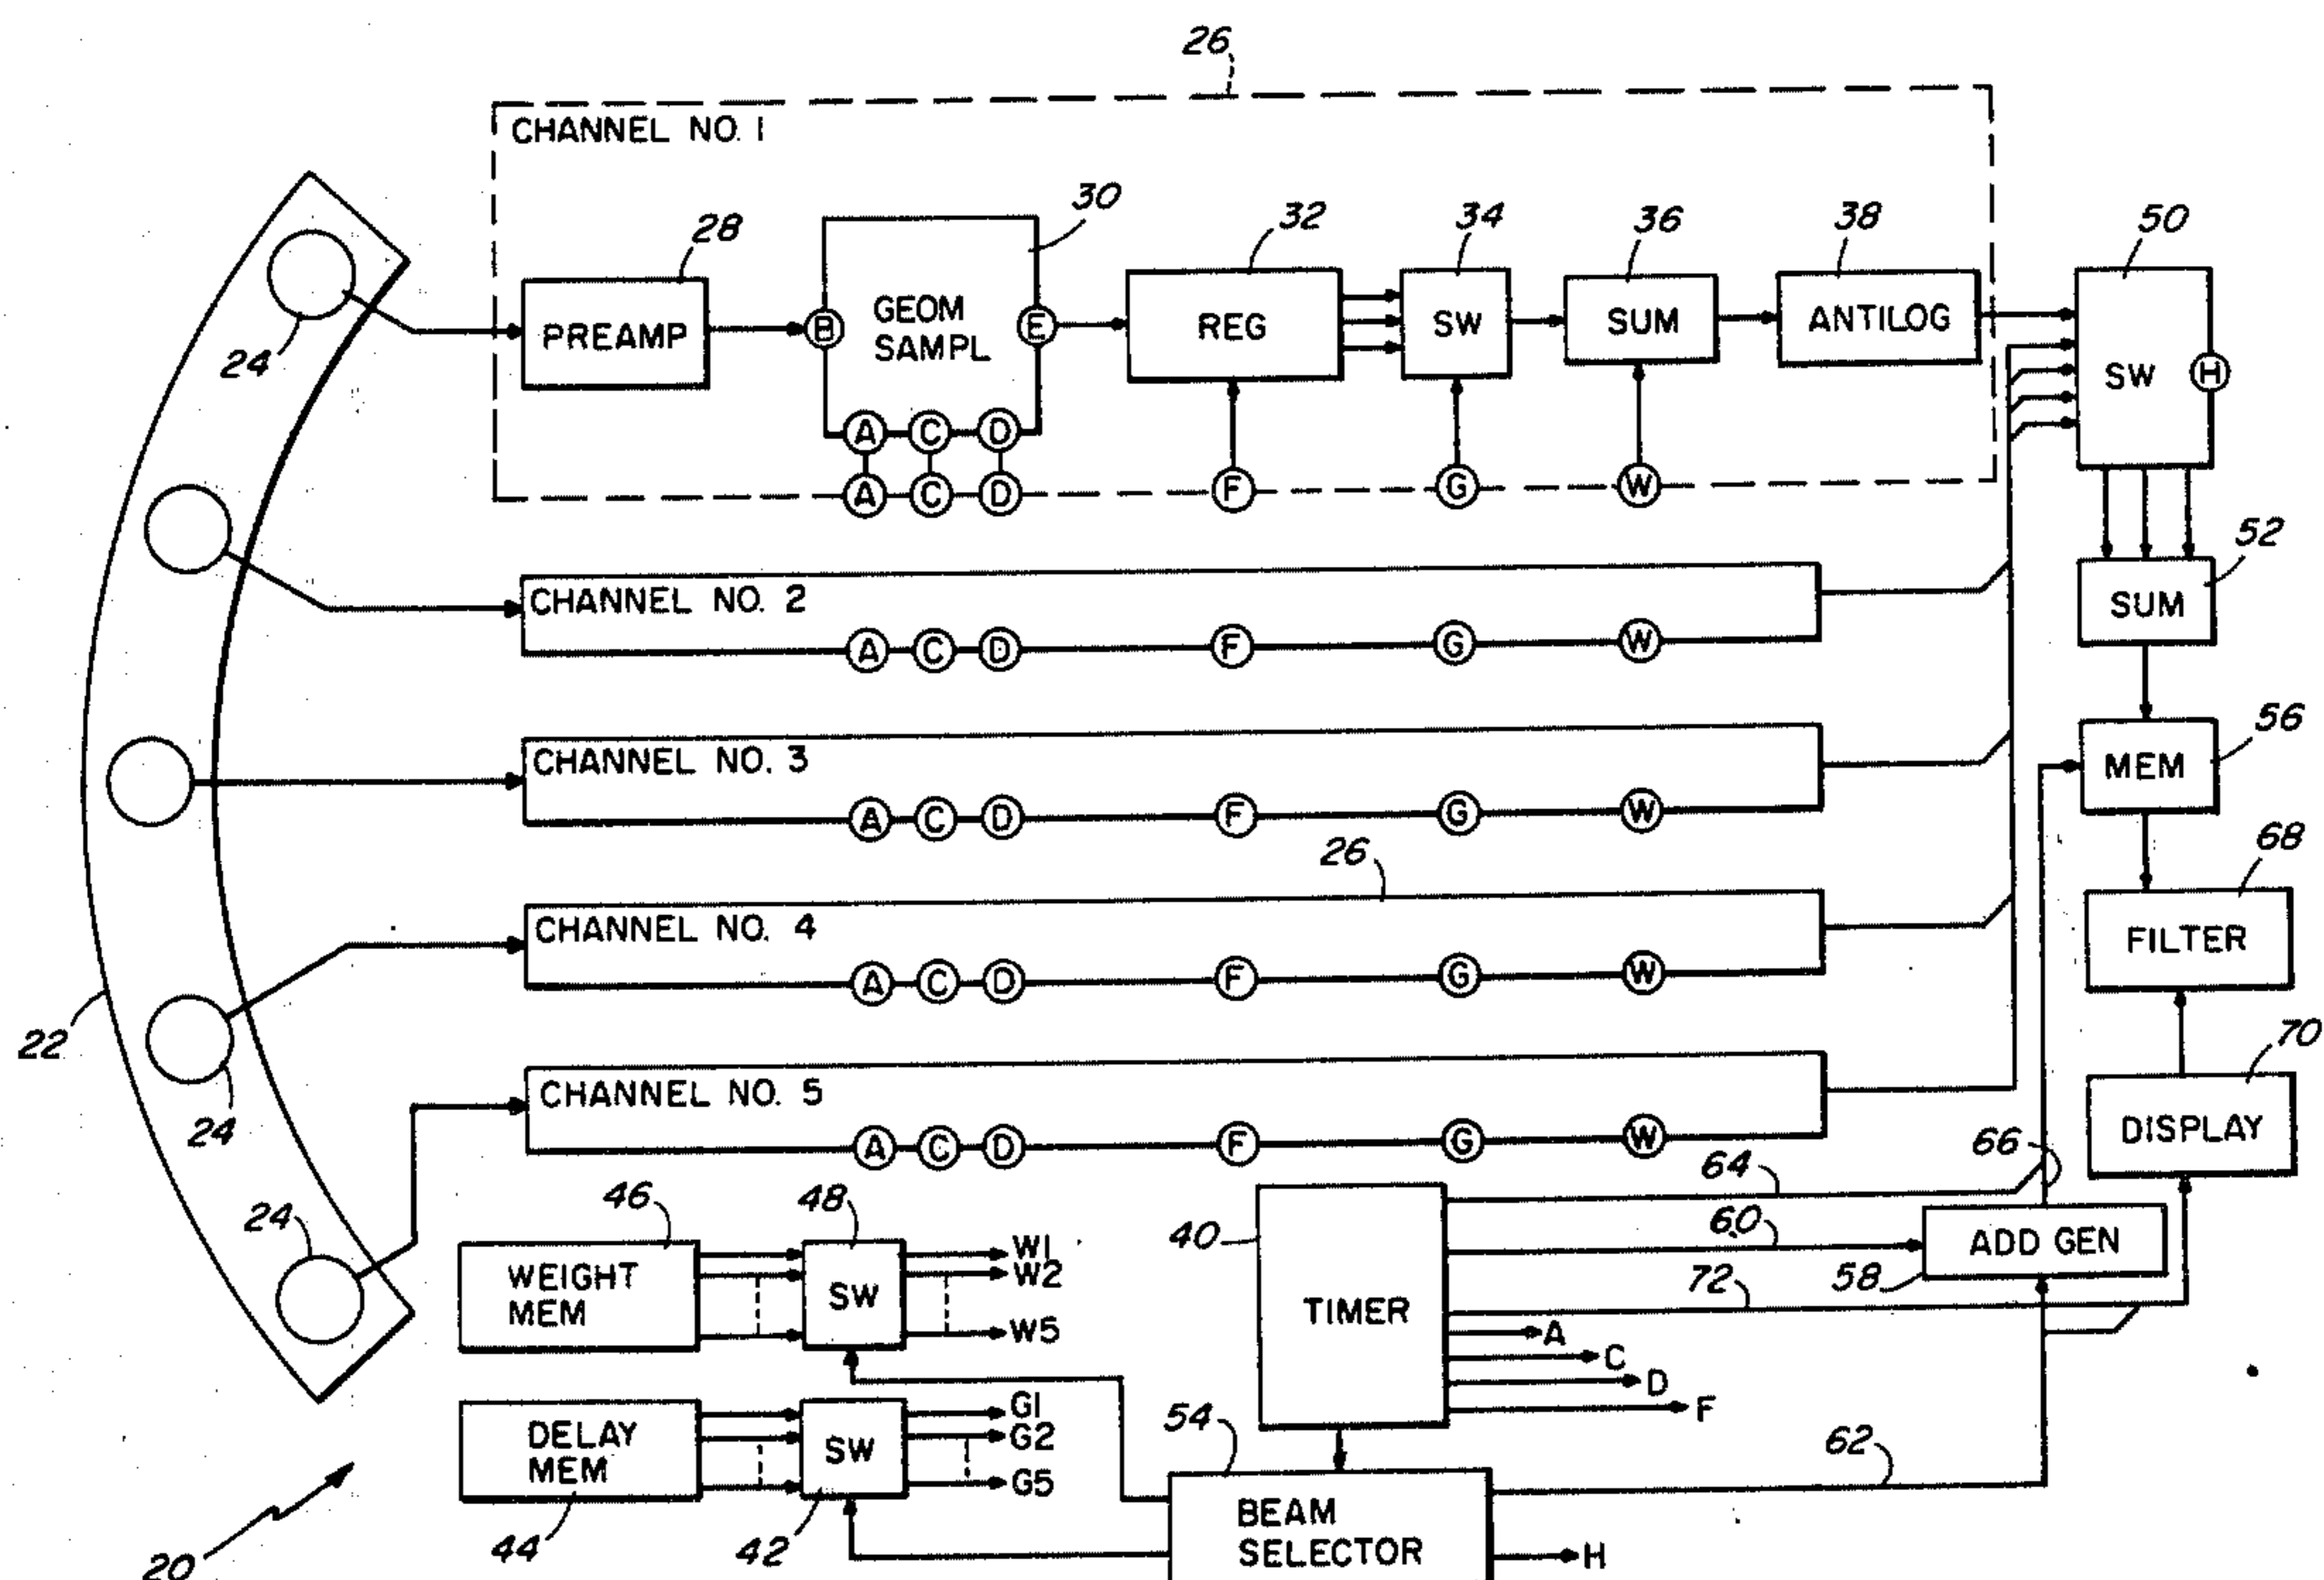 26
CHANNEL NO. 1
28
30
32
34
36
38
50
24
PREAMP
B
GEOM
SAMPL
E
REG
SW
SUM
ANTILOG
SW
H
A C D
A C D F G W
52
CHANNEL NO. 2
SUM
A C D F G W
56
CHANNEL NO. 3
MEM
A C D F G W
26
68
CHANNEL NO. 4
FILTER
A C D F G W
22
70
24
CHANNEL NO. 5
DISPLAY
A C D F G W
66
64
24
46
48
40
60
WEIGHT
MEM
SW
W1
W2
W5
TIMER
ADD GEN
58
72
A
C
D
F
DELAY
MEM
SW
G1
G2
G5
54
62
44
42
BEAM
SELECTOR
H
20